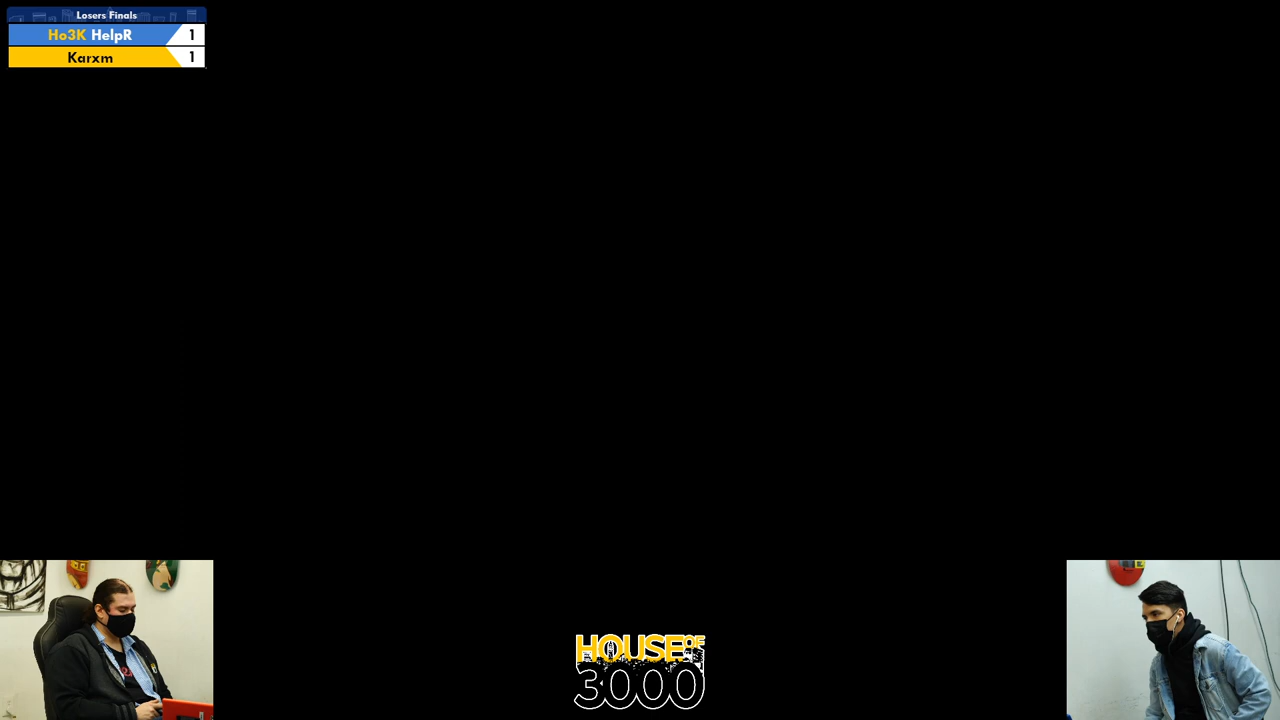 Losers Finals
Ho3K HelpR 1
Karxm 1
HOUSE OF
3000